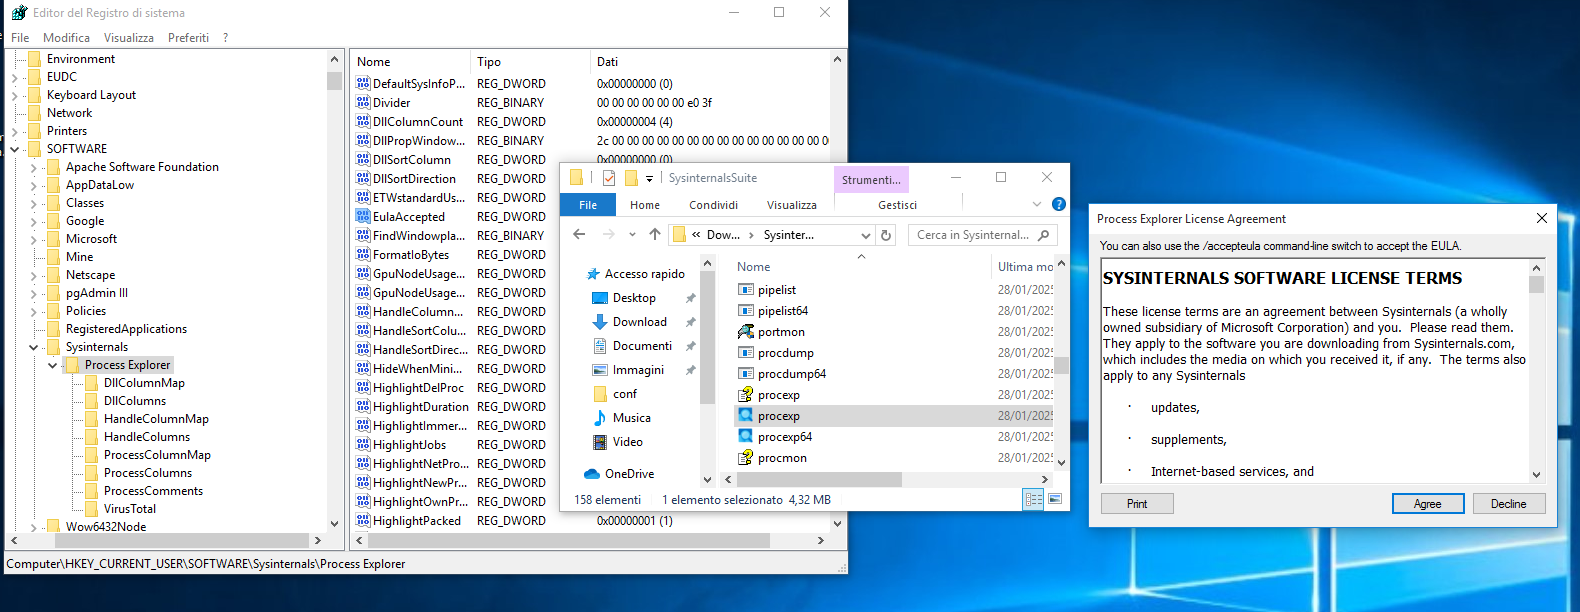 Editor del Registro di sistema
File Modifica Visualizza Preferiti ?
Environment
EUDC
Keyboard Layout
Network
Printers
SOFTWARE
Apache Software Foundation
AppDataLow
Classes
Google
Microsoft
Mine
Netscape
pgAdmin III
Policies
RegisteredApplications
Sysinternals
Process Explorer
DllColumnMap
DllColumns
HandleColumnMap
HandleColumns
ProcessColumnMap
ProcessColumns
ProcessComments
VirusTotal
Wow6432Node
Nome Tipo Dati
DefaultSysInfoP... REG_DWORD 0x00000000 (0)
Divider REG_BINARY 00 00 00 00 00 00 e0 3f
DllColumnCount REG_DWORD 0x00000004 (4)
DllPropWindow... REG_BINARY 2c 00 00 00 00 00 00 00 00 00 00 00 00 00
DllSortColumn REG_DWORD 0x00000000 (0)
DllSortDirection REG_DWORD
ETWstandardUs... REG_DWORD
EulaAccepted REG_DWORD
FindWindowpla... REG_BINARY
FormatIoBytes REG_DWORD
GpuNodeUsage... REG_DWORD
GpuNodeUsage... REG_DWORD
HandleColumn... REG_DWORD
HandleSortColu... REG_DWORD
HandleSortDirec... REG_DWORD
HideWhenMini... REG_DWORD
HighlightDelProc REG_DWORD
HighlightDuration REG_DWORD
HighlightImmer... REG_DWORD
HighlightJobs REG_DWORD
HighlightNetPro... REG_DWORD
HighlightNewPr... REG_DWORD
HighlightOwnPr... REG_DWORD
HighlightPacked REG_DWORD 0x00000001 (1)
Computer\HKEY_CURRENT_USER\SOFTWARE\Sysinternals\Process Explorer
SysinternalsSuite
Strumenti...
File Home Condividi Visualizza Gestisci
« Dow... > Sysinter...
Cerca in Sysinternal...
Accesso rapido
Desktop
Download
Documenti
Immagini
conf
Musica
Video
OneDrive
Nome Ultima mo
pipelist 28/01/2025
pipelist64 28/01/2025
portmon 28/01/2025
procdump 28/01/2025
procdump64 28/01/2025
procexp 28/01/2025
procexp 28/01/2025
procexp64 28/01/2025
procmon 28/01/2025
158 elementi 1 elemento selezionato 4,32 MB
Process Explorer License Agreement
You can also use the /accepteula command-line switch to accept the EULA.
SYSINTERNALS SOFTWARE LICENSE TERMS
These license terms are an agreement between Sysinternals (a wholly
owned subsidiary of Microsoft Corporation) and you. Please read them.
They apply to the software you are downloading from Sysinternals.com,
which includes the media on which you received it, if any. The terms also
apply to any Sysinternals
· updates,
· supplements,
· Internet-based services, and
Print Agree Decline